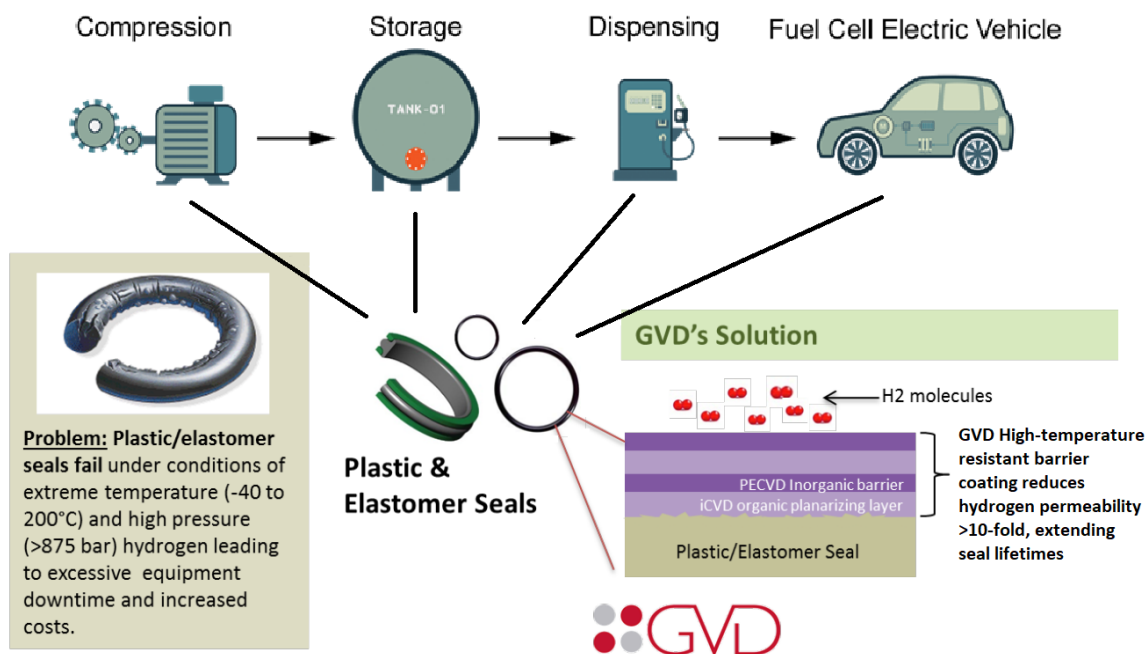 Compression
Storage
Dispensing
Fuel Cell Electric Vehicle
TANK-01
Problem: Plastic/elastomer
seals fail under conditions of
extreme temperature (-40 to
200°C) and high pressure
(>875 bar) hydrogen leading
to excessive equipment
downtime and increased
costs.
Plastic &
Elastomer Seals
GVD's Solution
H2 molecules
PECVD Inorganic barrier
iCVD organic planarizing layer
Plastic/Elastomer Seal
GVD High-temperature
resistant barrier
coating reduces
hydrogen permeability
>10-fold, extending
seal lifetimes
GVD